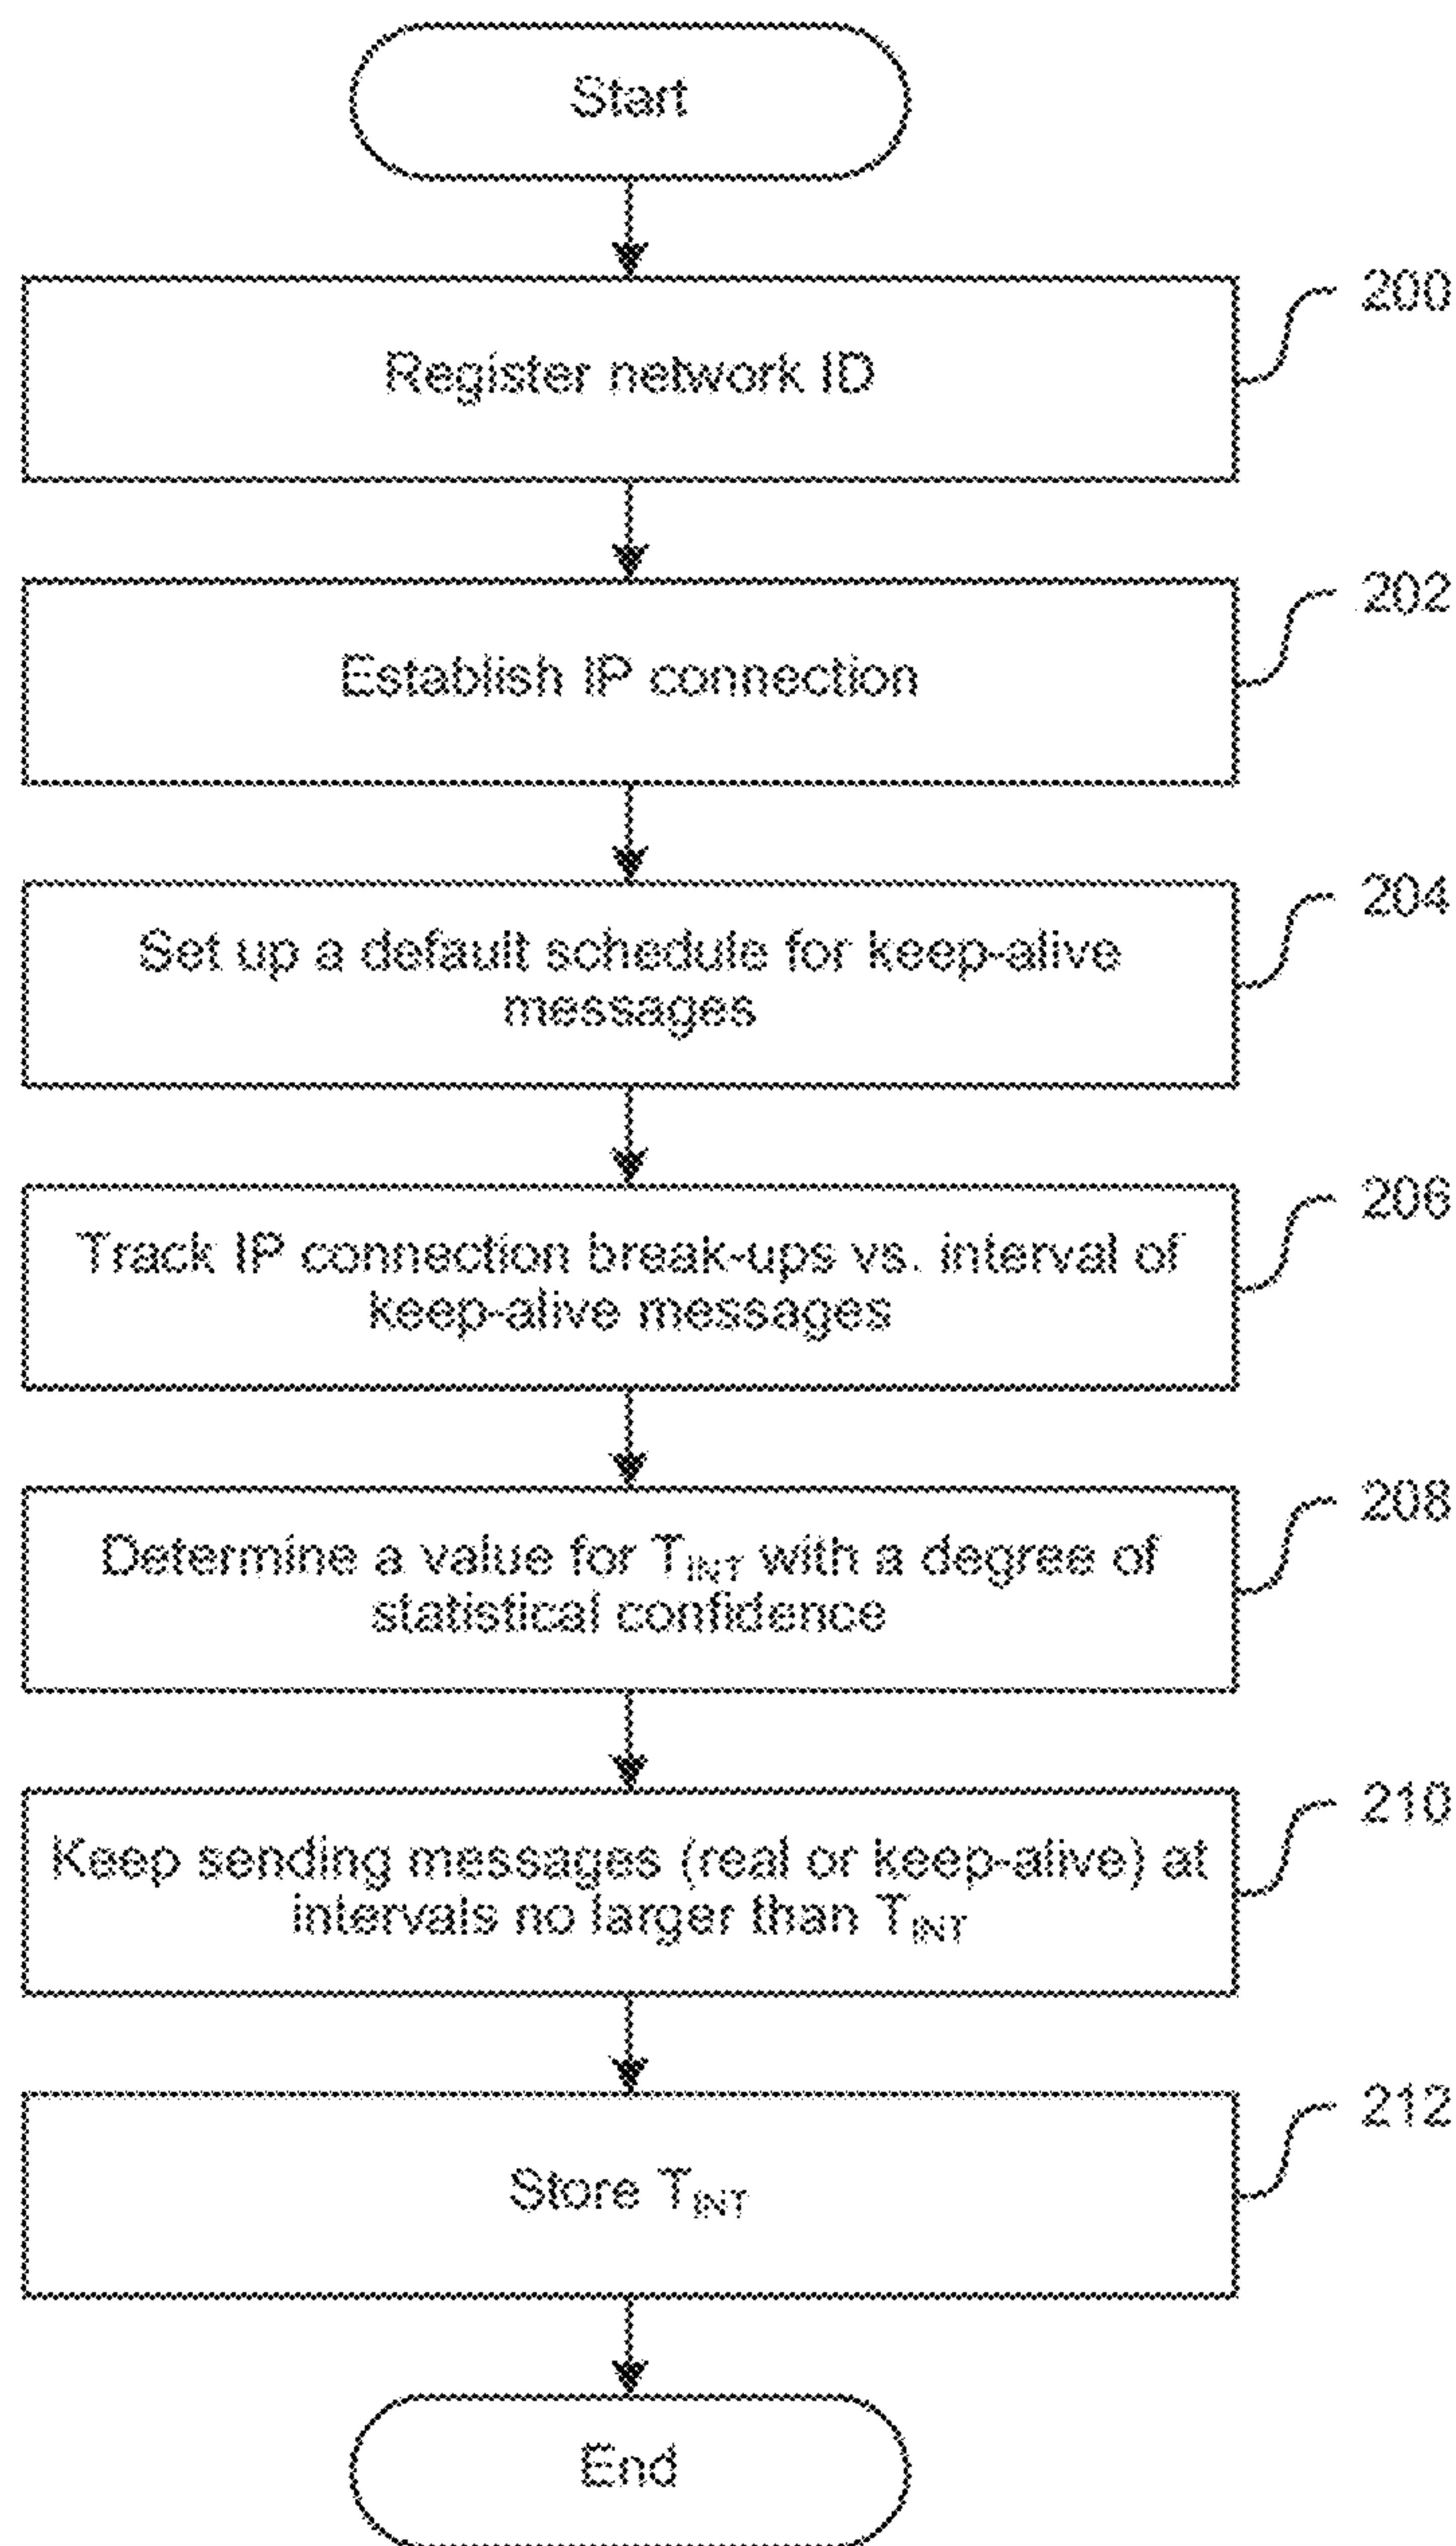 Start
200
Register network ID
202
Establish IP connection
204
Set up a default schedule for keep-alive
messages
206
Track IP connection break-ups vs. interval of
keep-alive messages
208
Determine a value for TINT with a degree of
statistical confidence
210
Keep sending messages (real or keep-alive) at
intervals no larger than TINT
212
Store TINT
End